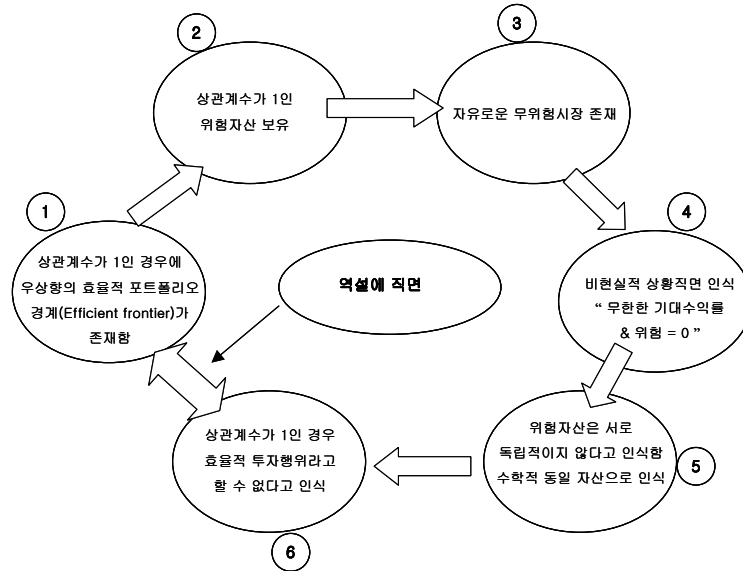 1
상관계수가 1인 경우에
우상향의 효율적 포트폴리오
경계(Efficient frontier)가
존재함
2
상관계수가 1인
위험자산 보유
3
자유로운 무위험시장 존재
4
비현실적 상황직면 인식
“ 무한한 기대수익률
& 위험 = 0 ”
위험자산은 서로
독립적이지 않다고 인식함
수학적 동일 자산으로 인식
5
상관계수가 1인 경우
효율적 투자행위라고
할 수 없다고 인식
6
역설에 직면